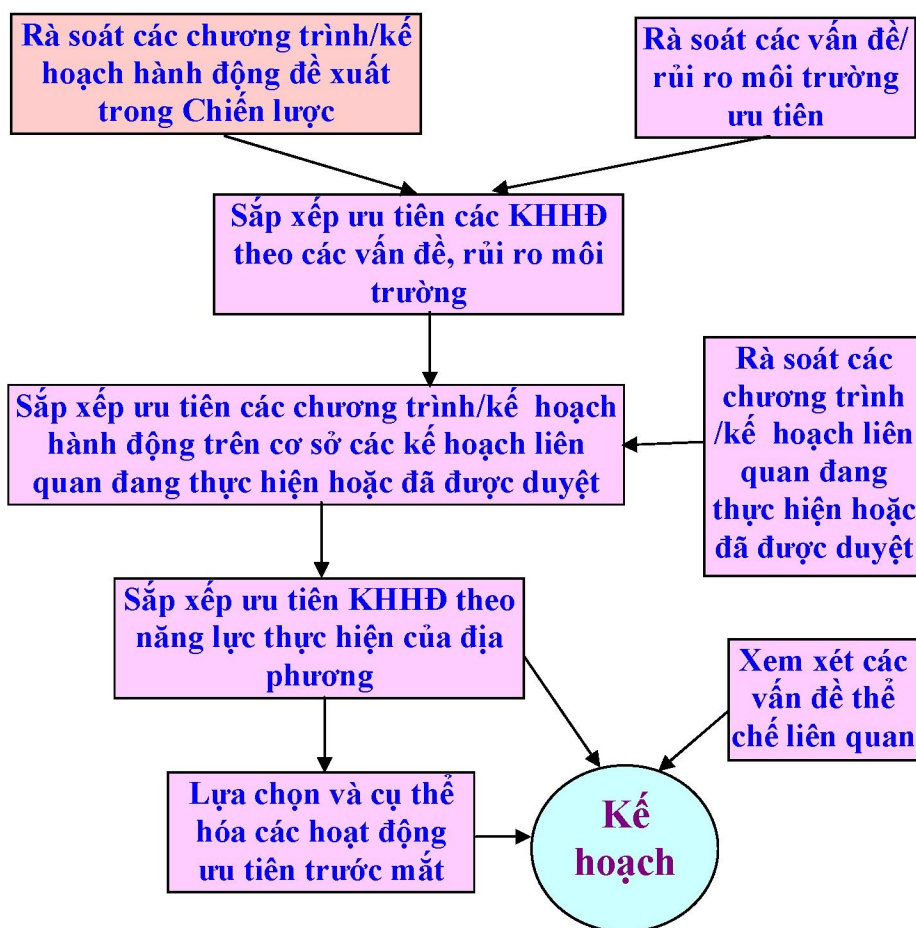 Rà soát các chương trình/kế
hoạch hành động đề xuất
trong Chiến lược
Rà soát các vấn đề/
rủi ro môi trường
ưu tiên
Sắp xếp ưu tiên các KHHĐ
theo các vấn đề, rủi ro môi
trường
Sắp xếp ưu tiên các chương trình/kế hoạch
hành động trên cơ sở các kế hoạch liên
quan đang thực hiện hoặc đã được duyệt
Rà soát các
chương trình
/kế hoạch liên
quan đang
thực hiện hoặc
đã được duyệt
Sắp xếp ưu tiên KHHĐ theo
năng lực thực hiện của địa
phương
Xem xét các
vấn đề thể
chế liên quan
Lựa chọn và cụ thể
hóa các hoạt động
ưu tiên trước mắt
Kế
hoạch